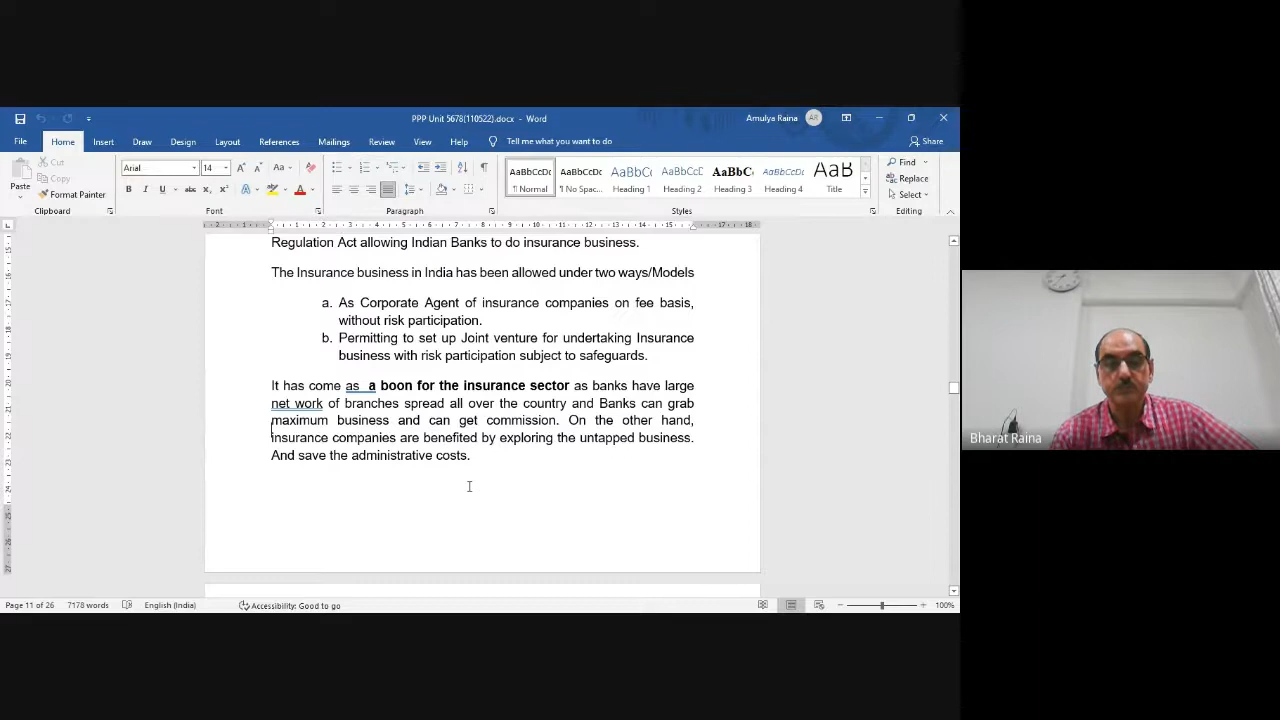 PPP Unit 5678(110522).docx - Word
Amulya Raina
AR
File Home Insert Draw Design Layout References Mailings Review View Help Tell me what you want to do Share
Paste
Cut
Copy
Format Painter
Clipboard
Arial 14
Font
Paragraph
AaBbCcDc AaBbCcDc AaBbC( AaBbCcC AaBbC. AaBbCcDc AaB
¶ Normal ¶ No Spac... Heading 1 Heading 2 Heading 3 Heading 4 Title
Styles
Find
Replace
Select
Editing
Regulation Act allowing Indian Banks to do insurance business.
The Insurance business in India has been allowed under two ways/Models
a. As Corporate Agent of insurance companies on fee basis,
without risk participation.
b. Permitting to set up Joint venture for undertaking Insurance
business with risk participation subject to safeguards.
It has come as a boon for the insurance sector as banks have large
net work of branches spread all over the country and Banks can grab
maximum business and can get commission. On the other hand,
insurance companies are benefited by exploring the untapped business.
And save the administrative costs.
Page 11 of 26 7178 words English (India) Accessibility: Good to go 100%
Bharat Raina